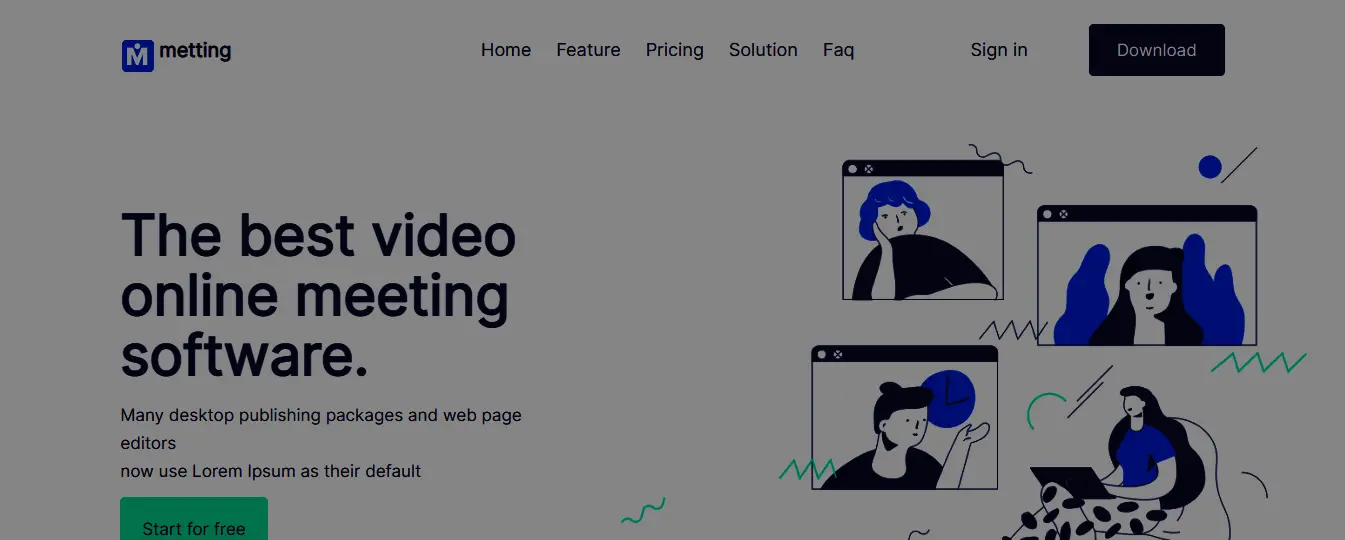 metting
Home Feature Pricing Solution Faq Sign in Download
The best video
online meeting
software.
Many desktop publishing packages and web page
editors
now use Lorem Ipsum as their default
Start for free